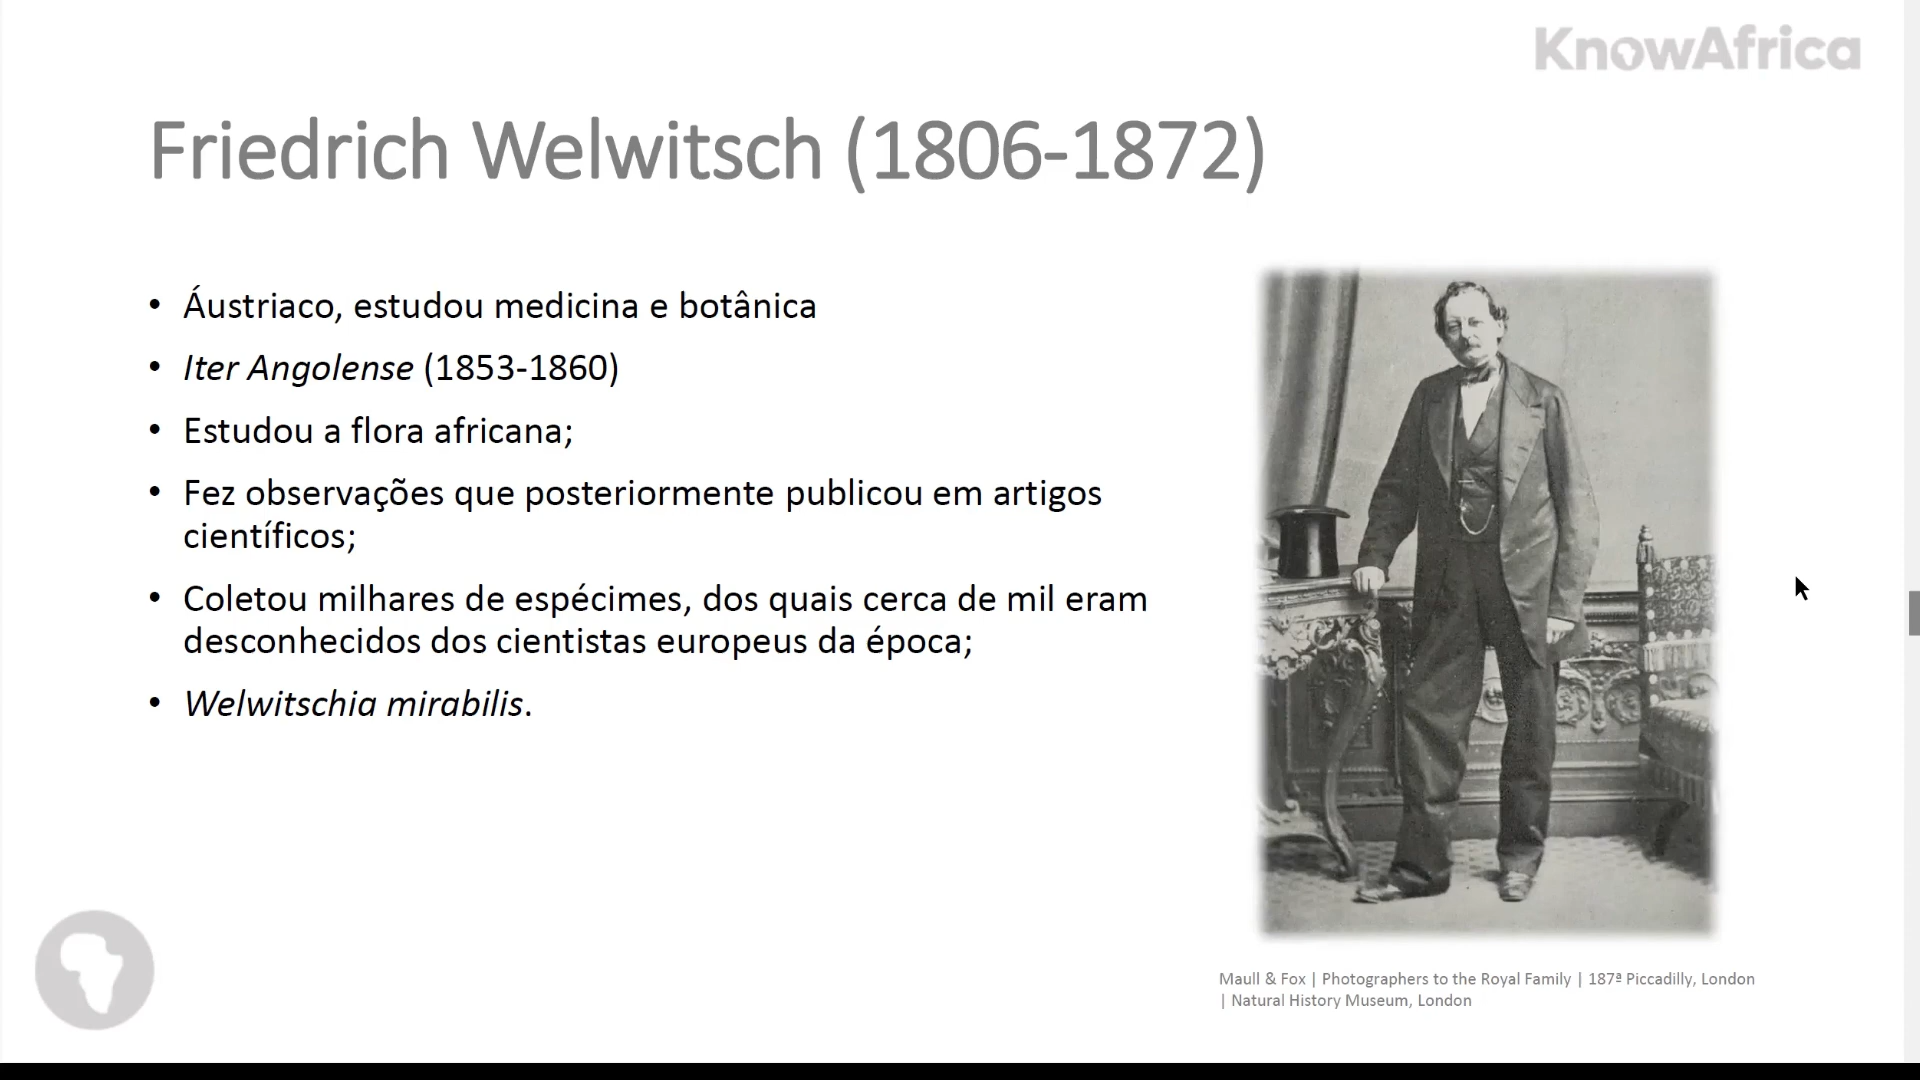 KnowAfrica
Friedrich Welwitsch (1806-1872)
• Áustriaco, estudou medicina e botânica
• Iter Angolense (1853-1860)
• Estudou a flora africana;
• Fez observações que posteriormente publicou em artigos
científicos;
• Coletou milhares de espécimes, dos quais cerca de mil eram
desconhecidos dos cientistas europeus da época;
• Welwitschia mirabilis.
Maull & Fox | Photographers to the Royal Family | 187ª Piccadilly, London
| Natural History Museum, London